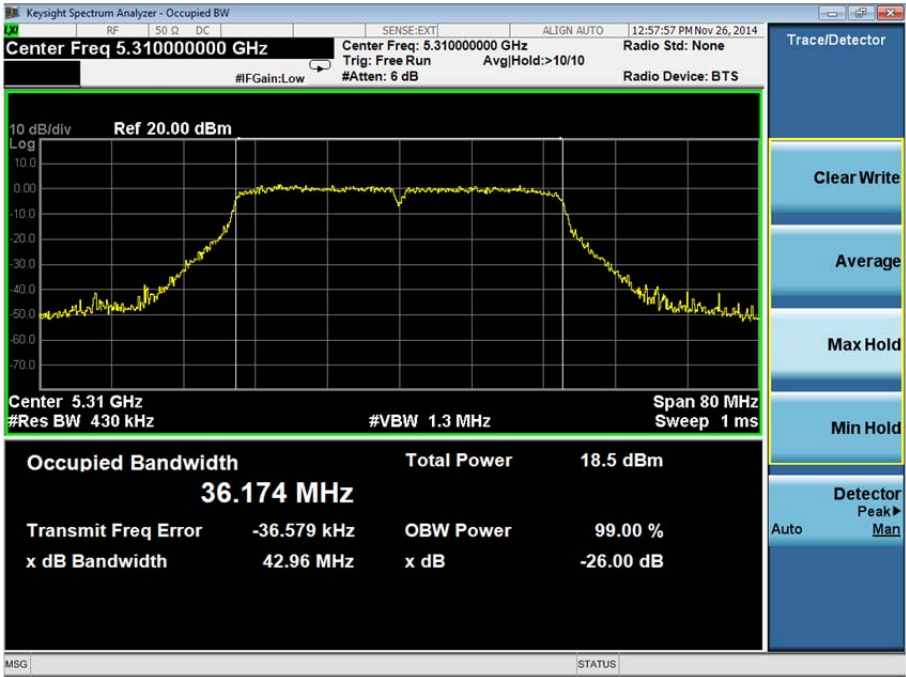 Keysight Spectrum Analyzer - Occupied BW
LXI RF 50 Ω DC SENSE:EXT ALIGN AUTO 12:57:57 PM Nov 26, 2014
Center Freq 5.310000000 GHz
Center Freq: 5.310000000 GHz Radio Std: None
Trig: Free Run Avg|Hold:>10/10
#IFGain:Low #Atten: 6 dB Radio Device: BTS
10 dB/div Ref 20.00 dBm
Log
10.0
0.00
-10.0
-20.0
-30.0
-40.0
-50.0
-60.0
-70.0
Center 5.31 GHz Span 80 MHz
#Res BW 430 kHz #VBW 1.3 MHz Sweep 1 ms
Occupied Bandwidth Total Power 18.5 dBm
36.174 MHz
Transmit Freq Error -36.579 kHz OBW Power 99.00 %
x dB Bandwidth 42.96 MHz x dB -26.00 dB
MSG STATUS
Trace/Detector
Clear Write
Average
Max Hold
Min Hold
Detector
Peak▶
Auto Man